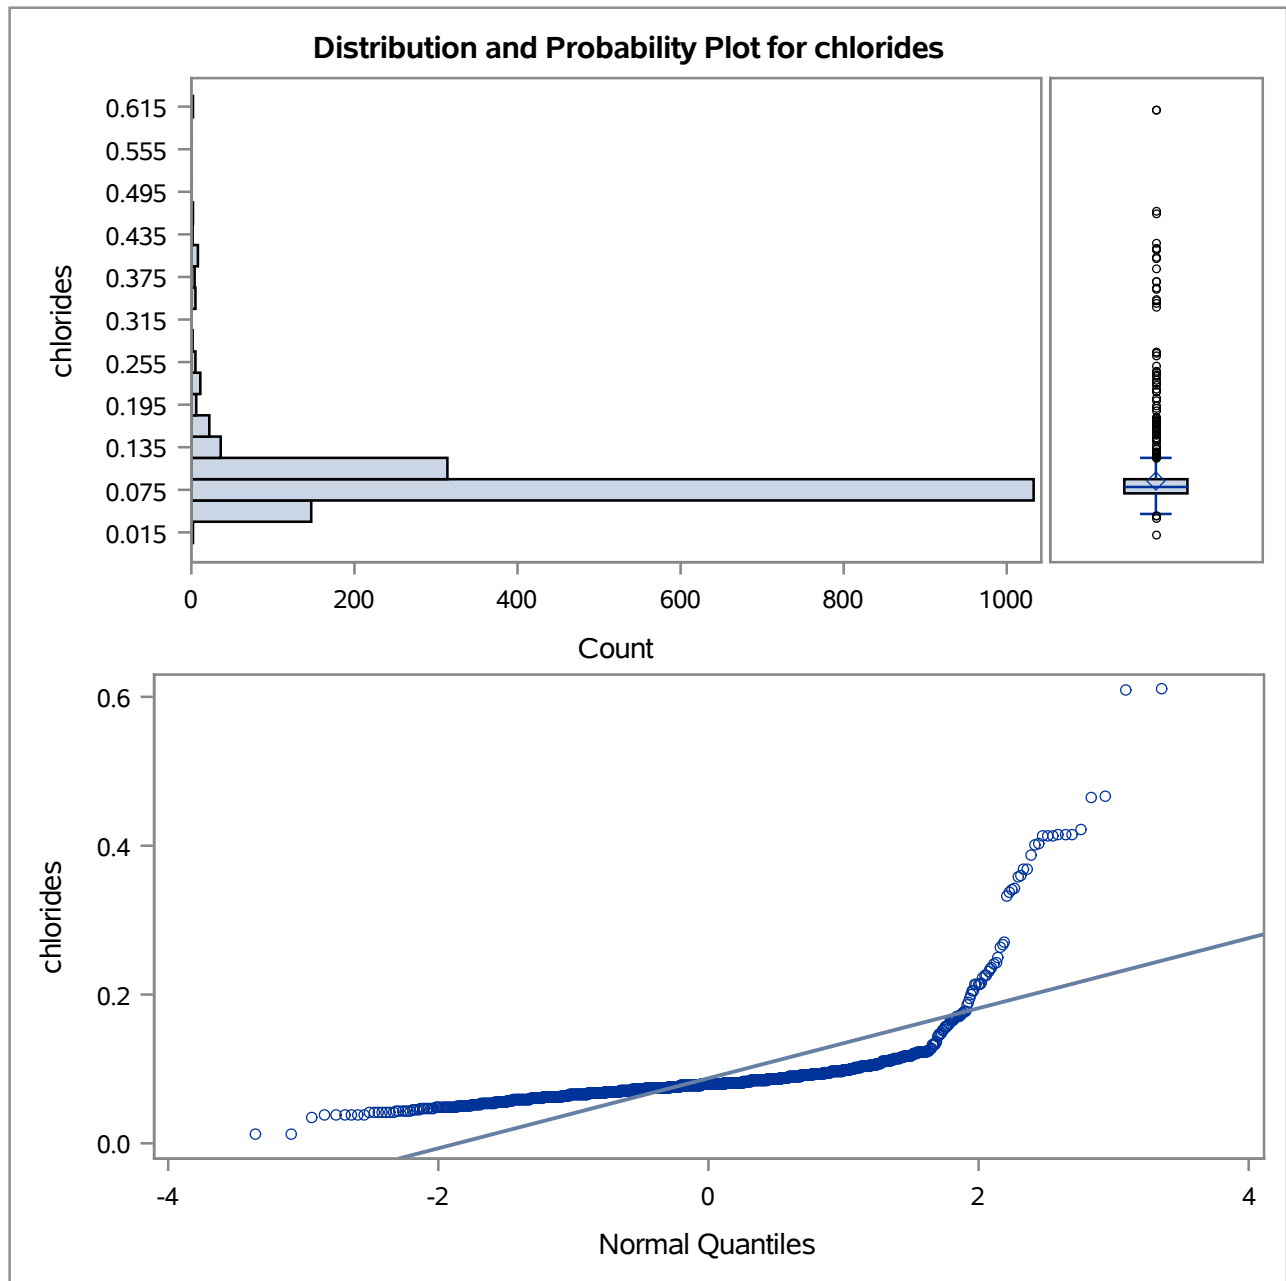 Distribution and Probability Plot for chlorides
0.615
0.555
0.495
0.435
0.375
0.315
0.255
0.195
0.135
0.075
0.015
chlorides
0 200 400 600 800 1000
Count
0.6
0.4
0.2
0.0
chlorides
-4 -2 0 2 4
Normal Quantiles